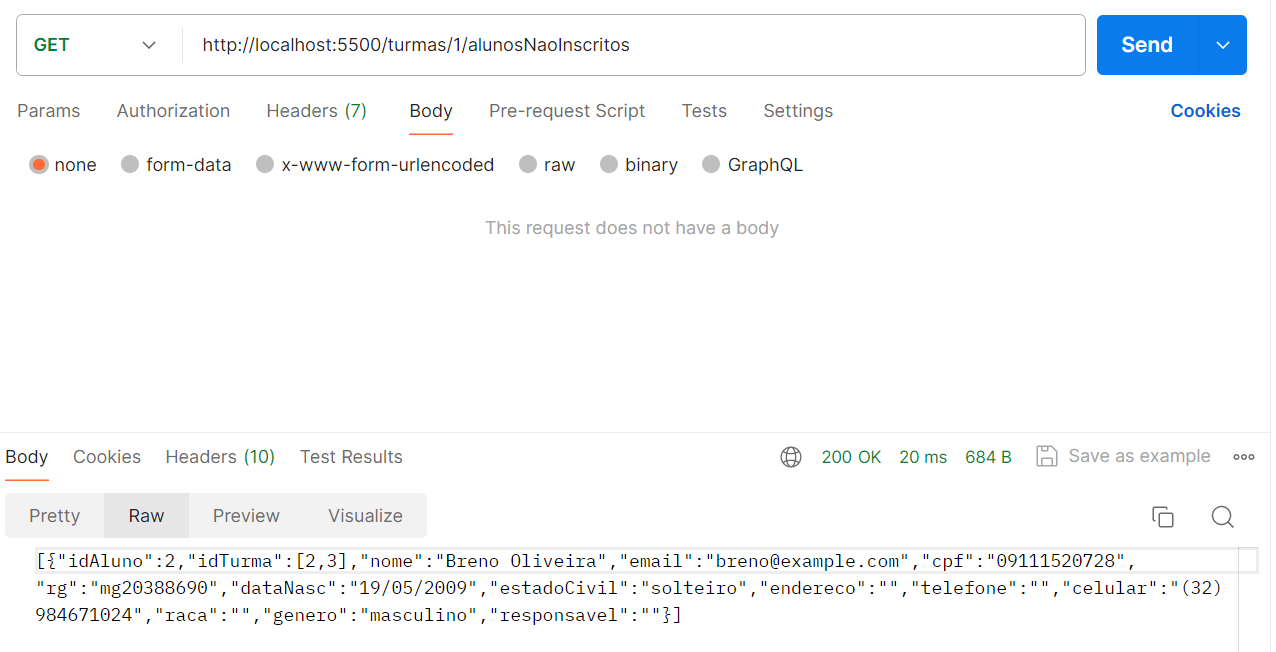 GET http://localhost:5500/turmas/1/alunosNaoInscritos Send
Params Authorization Headers (7) Body Pre-request Script Tests Settings Cookies
none form-data x-www-form-urlencoded raw binary GraphQL
This request does not have a body
Body Cookies Headers (10) Test Results 200 OK 20 ms 684 B Save as example
Pretty Raw Preview Visualize
[{"idAluno":2,"idTurma":[2,3],"nome":"Breno Oliveira","email":"breno@example.com","cpf":"09111520728",
"rg":"mg20388690","dataNasc":"19/05/2009","estadoCivil":"solteiro","endereco":"","telefone":"","celular":"(32)
984671024","raca":"","genero":"masculino","responsavel":""}]